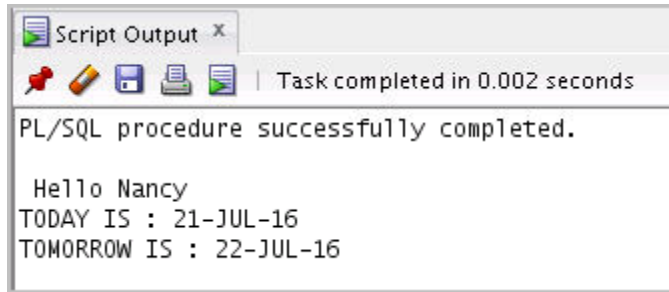 Script Output x
Task completed in 0.002 seconds
PL/SQL procedure successfully completed.
Hello Nancy
TODAY IS : 21-JUL-16
TOMORROW IS : 22-JUL-16